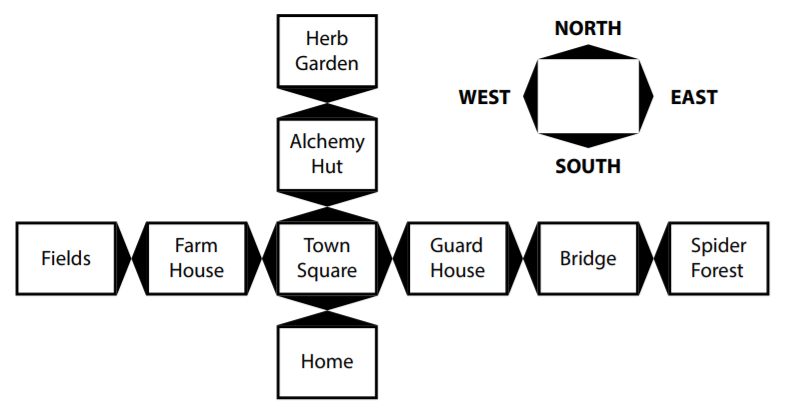 Herb
Garden
NORTH
WEST
EAST
Alchemy
Hut
SOUTH
Fields
Farm
House
Town
Square
Guard
House
Bridge
Spider
Forest
Home